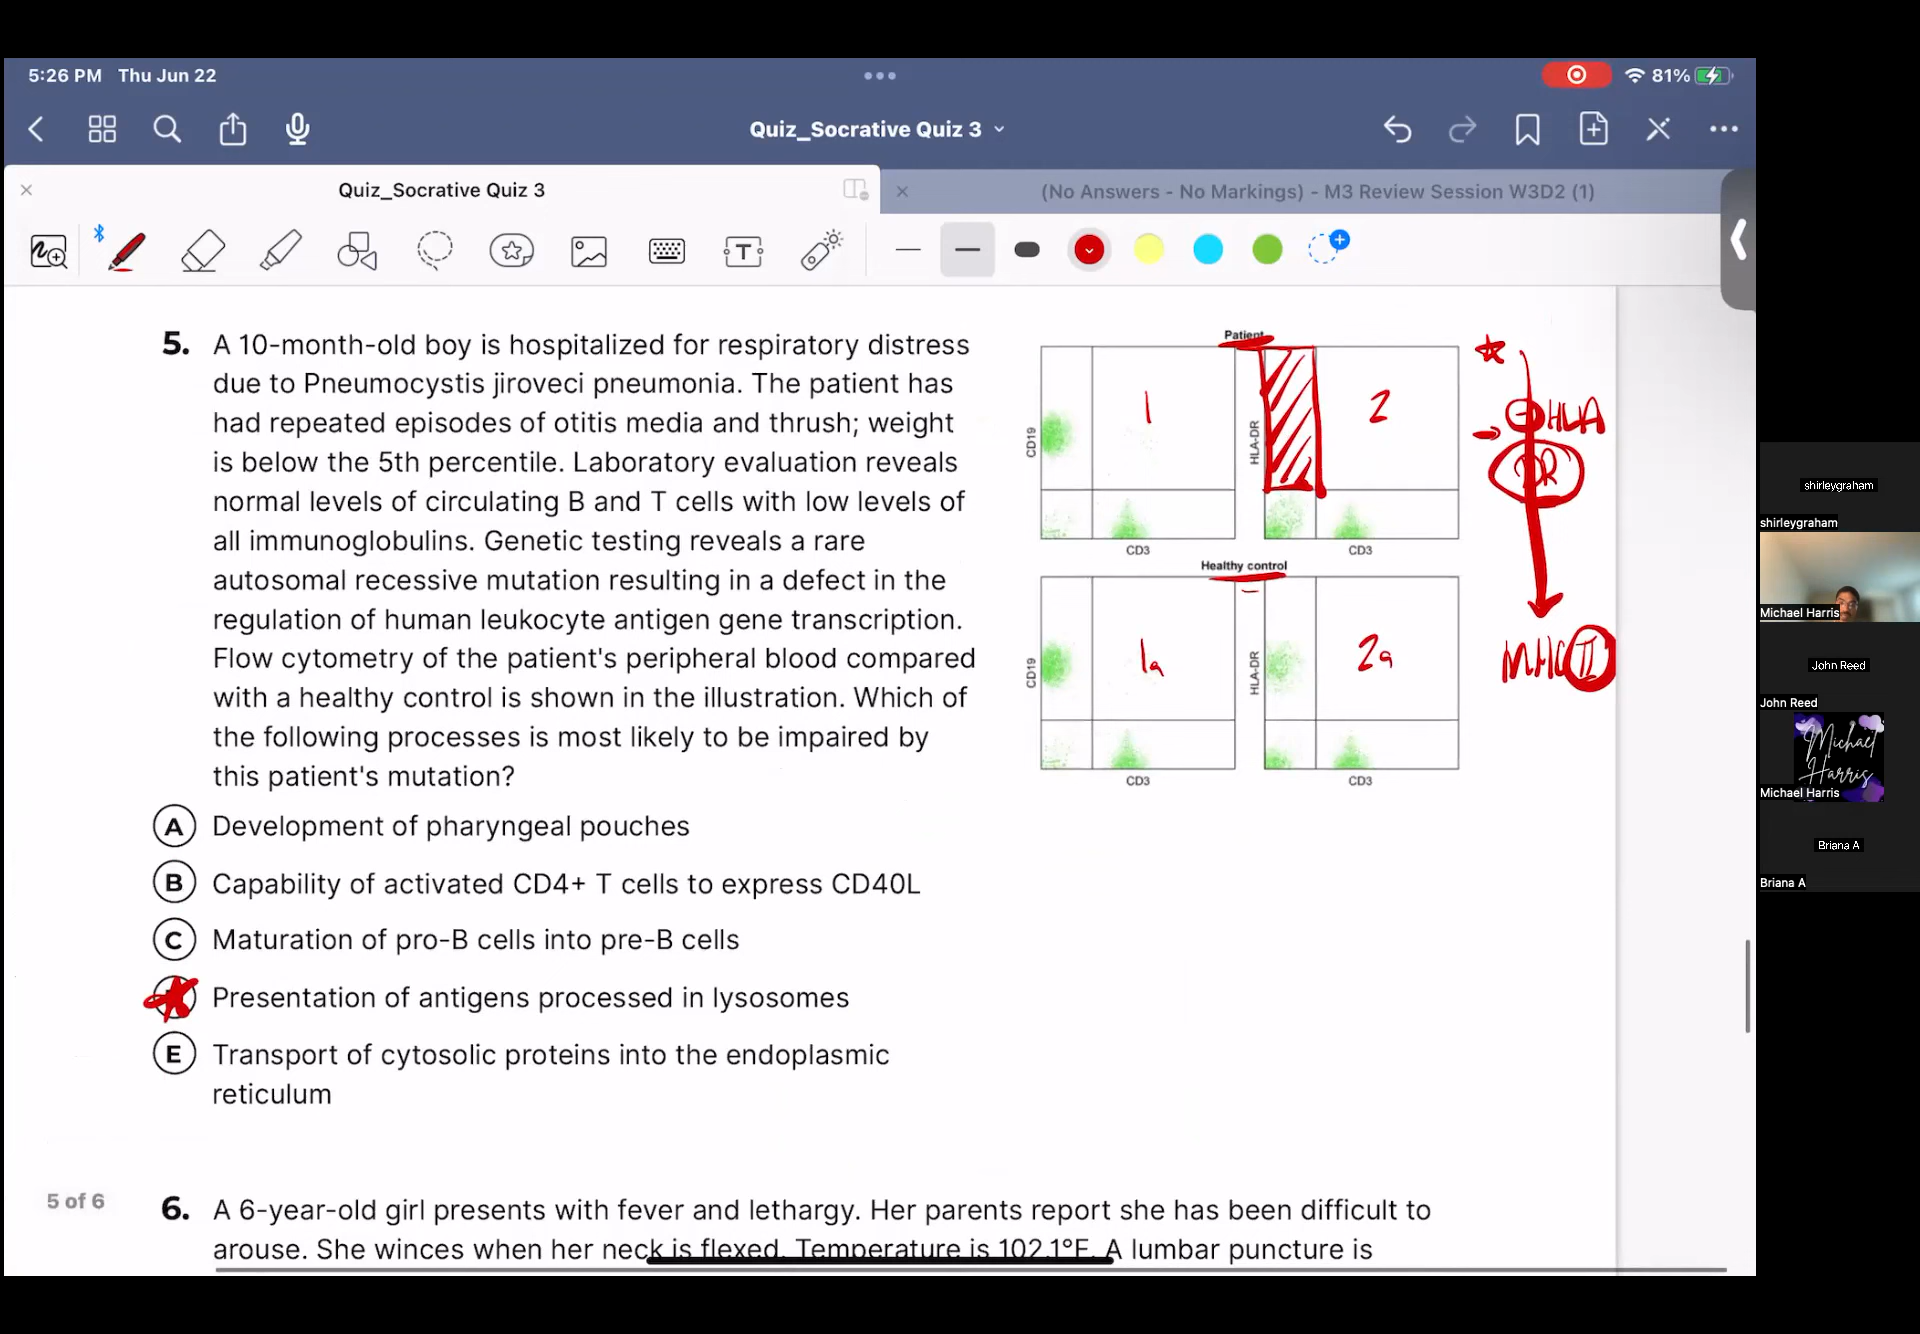 5:26 PM Thu Jun 22
81%
Quiz_Socrative Quiz 3
Quiz_Socrative Quiz 3
(No Answers - No Markings) - M3 Review Session W3D2 (1)
T
5. A 10-month-old boy is hospitalized for respiratory distress
due to Pneumocystis jiroveci pneumonia. The patient has
had repeated episodes of otitis media and thrush; weight
is below the 5th percentile. Laboratory evaluation reveals
normal levels of circulating B and T cells with low levels of
all immunoglobulins. Genetic testing reveals a rare
autosomal recessive mutation resulting in a defect in the
regulation of human leukocyte antigen gene transcription.
Flow cytometry of the patient's peripheral blood compared
with a healthy control is shown in the illustration. Which of
the following processes is most likely to be impaired by
this patient's mutation?
A Development of pharyngeal pouches
B Capability of activated CD4+ T cells to express CD40L
C Maturation of pro-B cells into pre-B cells
Presentation of antigens processed in lysosomes
E Transport of cytosolic proteins into the endoplasmic
reticulum
Patient
CD19
1
HLA-DR
2
CD3
CD3
Healthy control
CD19
1a
HLA-DR
2a
CD3
CD3
HLA
DR
MHC II
5 of 6
6. A 6-year-old girl presents with fever and lethargy. Her parents report she has been difficult to
arouse. She winces when her neck is flexed. Temperature is 102.1°F. A lumbar puncture is
shirleygraham
shirleygraham
Michael Harris
John Reed
John Reed
Michael
Harris
Michael Harris
Briana A
Briana A